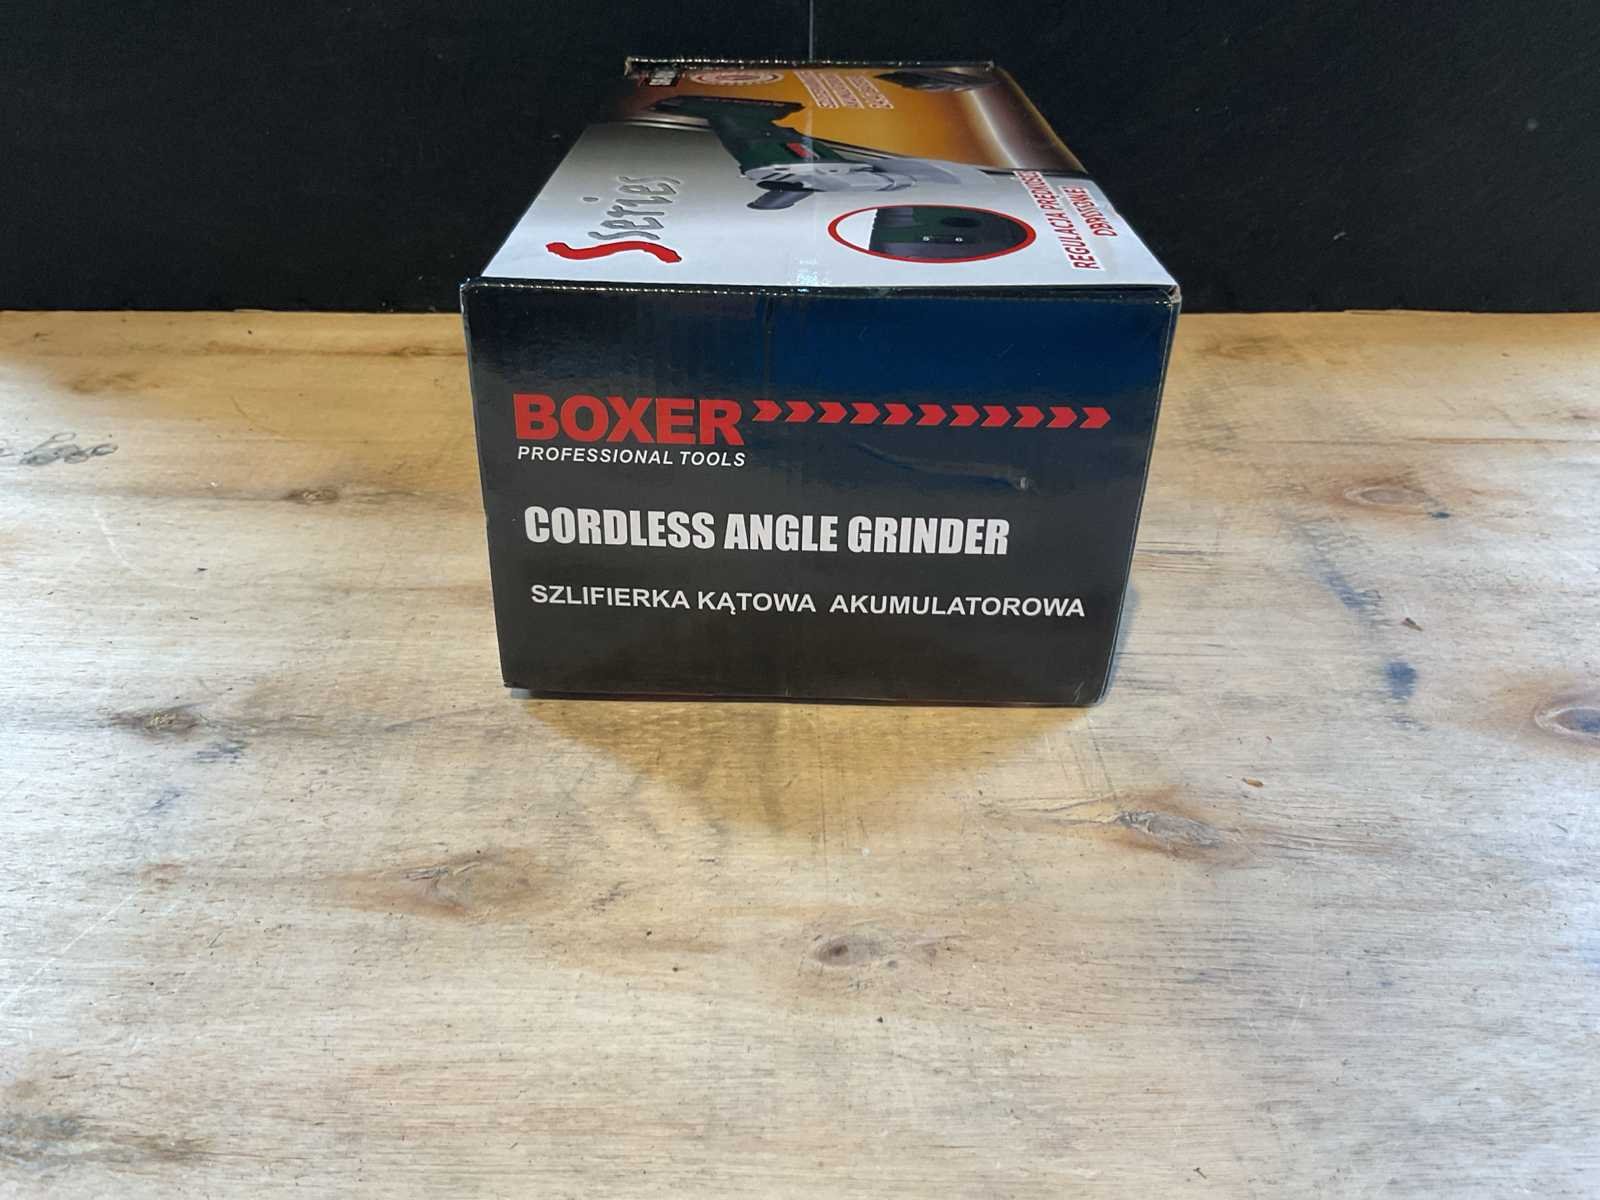 S Series
REGULACJA PRĘDKOŚCI
OBROTOWEJ
BOXER
PROFESSIONAL TOOLS
CORDLESS ANGLE GRINDER
SZLIFIERKA KĄTOWA AKUMULATOROWA